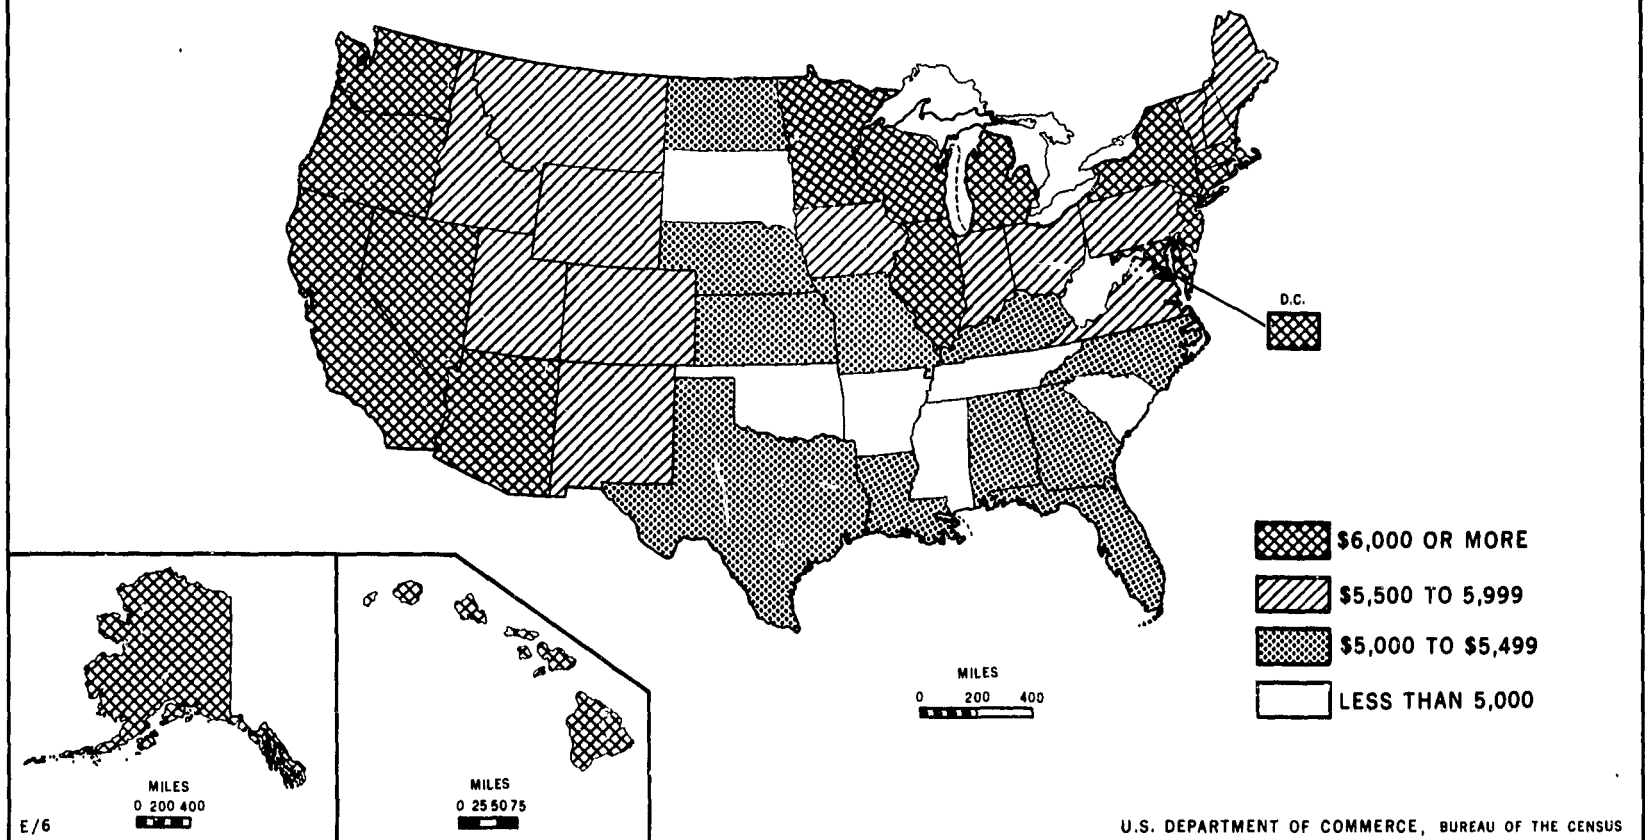 D.C.
$6,000 OR MORE
$5,500 TO 5,999
$5,000 TO $5,499
LESS THAN 5,000
MILES
0 200 400
MILES
0 200 400
MILES
0 25 50 75
E/6
U.S. DEPARTMENT OF COMMERCE, BUREAU OF THE CENSUS